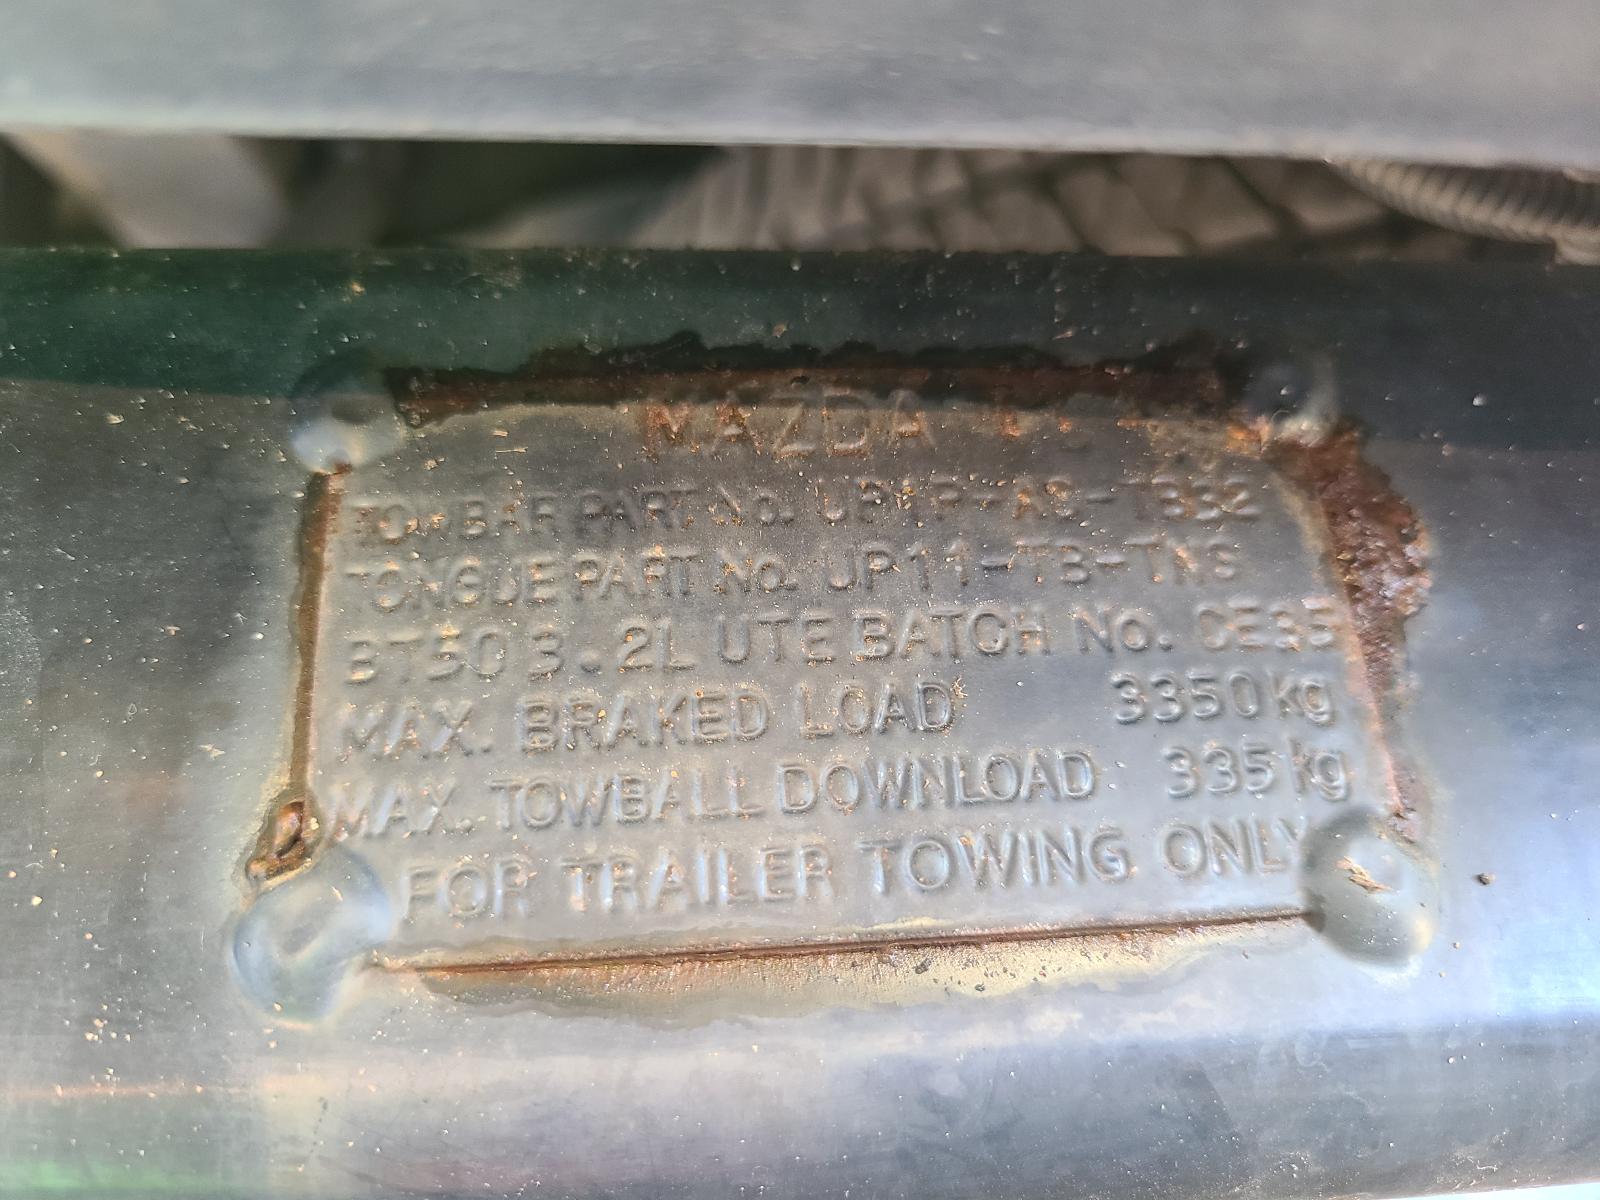 MAZDA
TOWBAR PART No.
TONGUE PART No. UP11-TB-TNS
BT50 3.2L UTE BATCH No.
MAX. BRAKED LOAD 3350kg
MAX. TOWBALL DOWNLOAD 335kg
FOR TRAILER TOWING ONLY